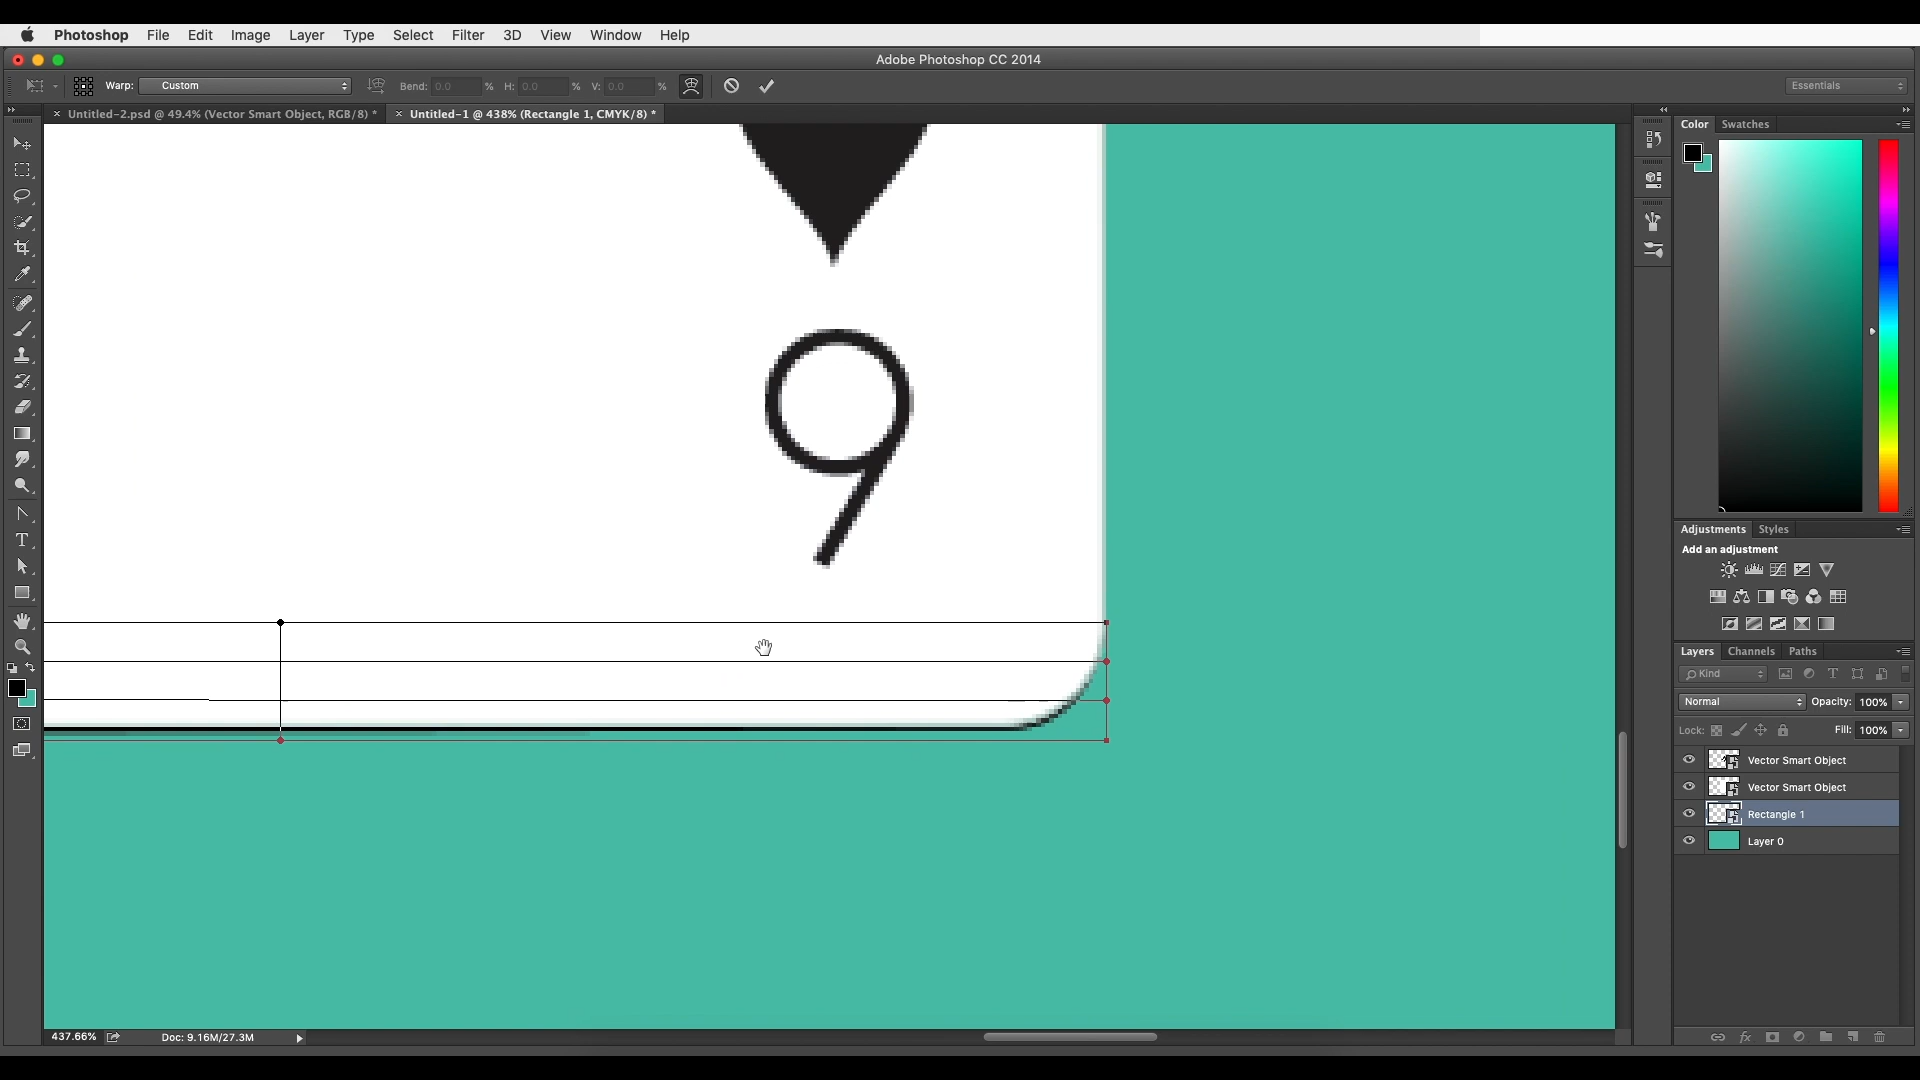 Photoshop File Edit Image Layer Type Select Filter 3D View Window Help
Adobe Photoshop CC 2014
Warp: Custom Bend: 0.0 % H: 0.0 % V: 0.0 % Essentials
Untitled-2.psd @ 49.4% (Vector Smart Object, RGB/8) * Untitled-1 @ 438% (Rectangle 1, CMYK/8) *
Color Swatches
9
Adjustments Styles
Add an adjustment
Layers Channels Paths
Kind
Normal Opacity: 100%
Lock: Fill: 100%
Vector Smart Object
Vector Smart Object
Rectangle 1
Layer 0
437.66% Doc: 9.16M/27.3M